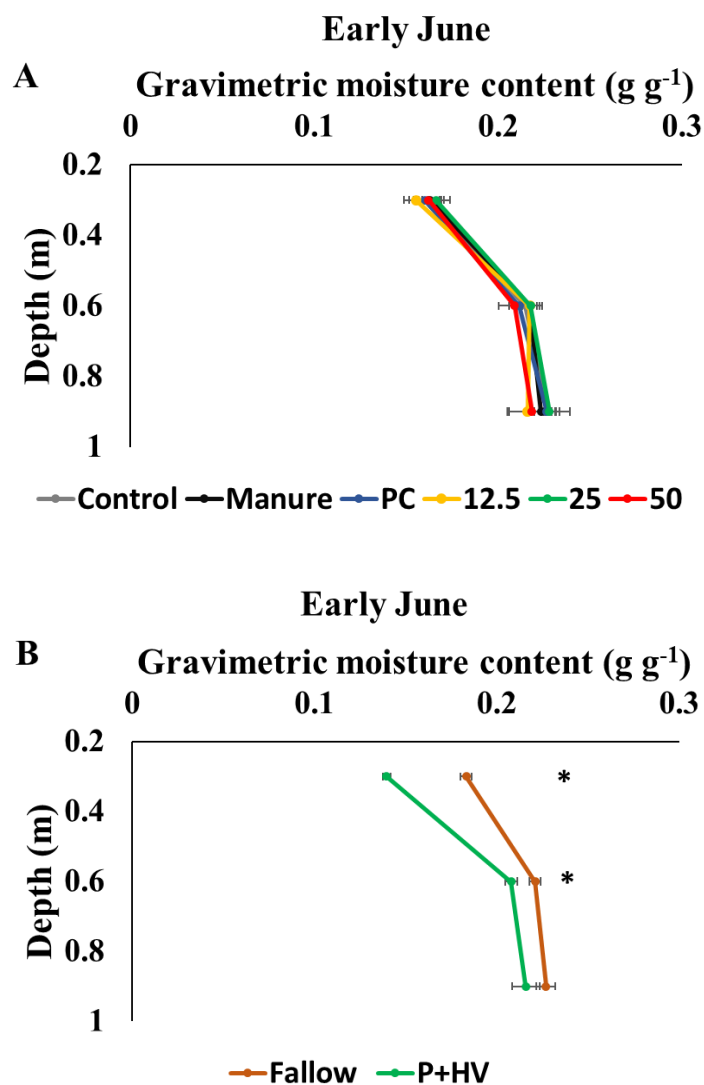 Early June
A
Gravimetric moisture content (g g-1)
0 0.1 0.2 0.3
0.2
0.4
0.6
0.8
1
Depth (m)
Control Manure PC 12.5 25 50
Early June
B
Gravimetric moisture content (g g-1)
0 0.1 0.2 0.3
0.2
*
0.4
0.6 *
0.8
1
Depth (m)
Fallow P+HV